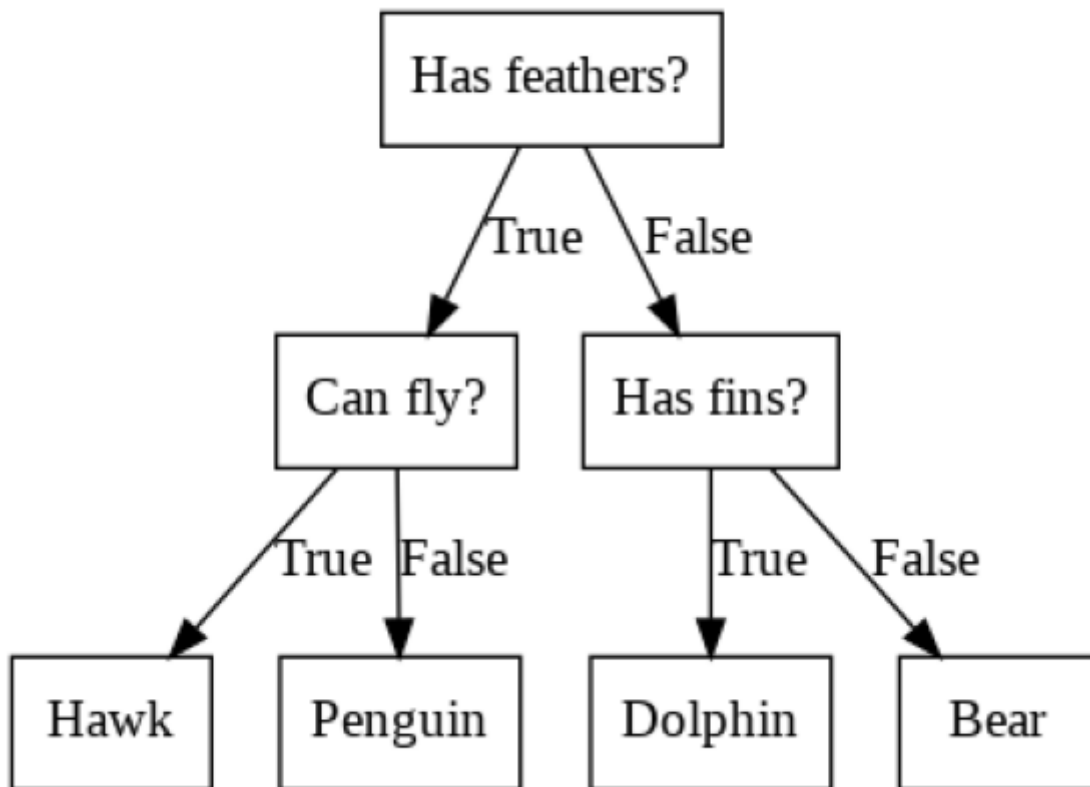 Has feathers?
True
False
Can fly?
Has fins?
True
False
True
False
Hawk
Penguin
Dolphin
Bear